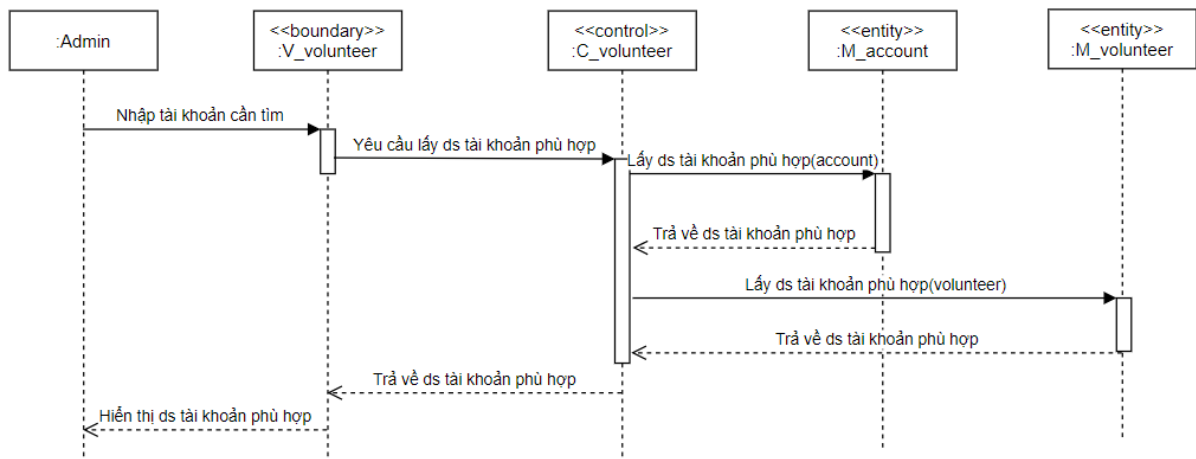 :Admin
<<boundary>>
:V_volunteer
<<control>>
:C_volunteer
<<entity>>
:M_account
<<entity>>
:M_volunteer
Nhập tài khoản cần tìm
Yêu cầu lấy ds tài khoản phù hợp
Lấy ds tài khoản phù hợp(account)
Trả về ds tài khoản phù hợp
Lấy ds tài khoản phù hợp(volunteer)
Trả về ds tài khoản phù hợp
Trả về ds tài khoản phù hợp
Hiển thị ds tài khoản phù hợp